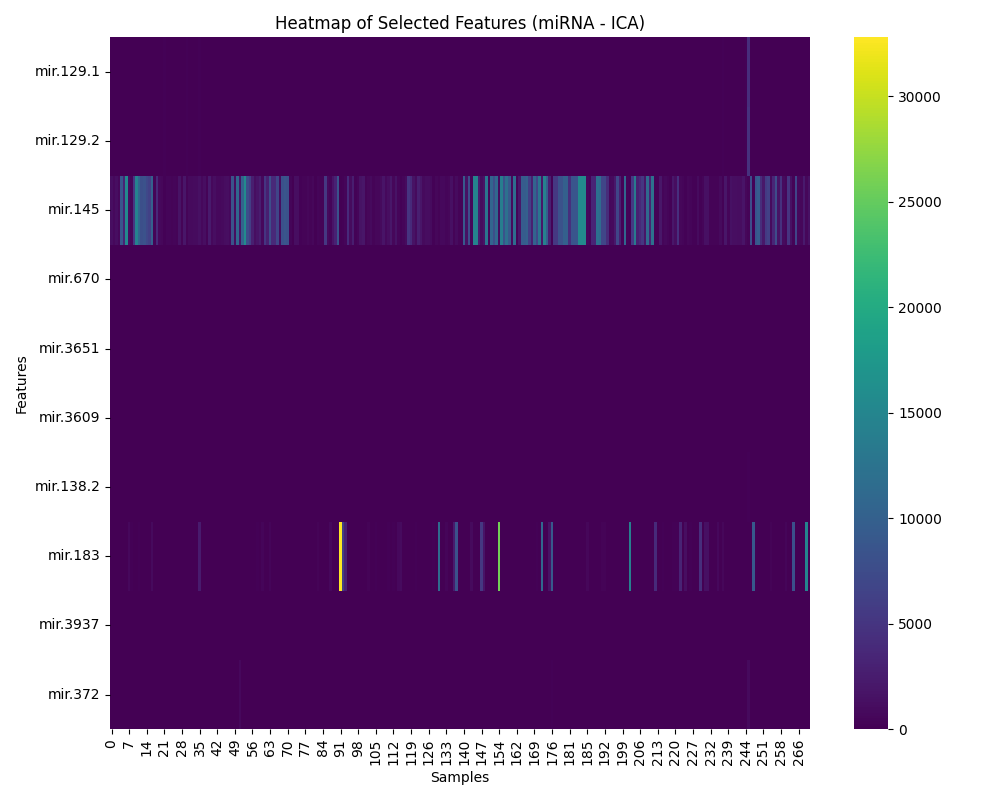 Heatmap of Selected Features (miRNA - ICA)
Features
mir.129.1
mir.129.2
mir.145
mir.670
mir.3651
mir.3609
mir.138.2
mir.183
mir.3937
mir.372
0 7 14 21 28 35 42 49 56 63 70 77 84 91 98 105 112 119 126 133 140 147 154 162 169 176 181 185 192 199 206 213 220 227 232 239 244 251 258 266
Samples
30000
25000
20000
15000
10000
5000
0